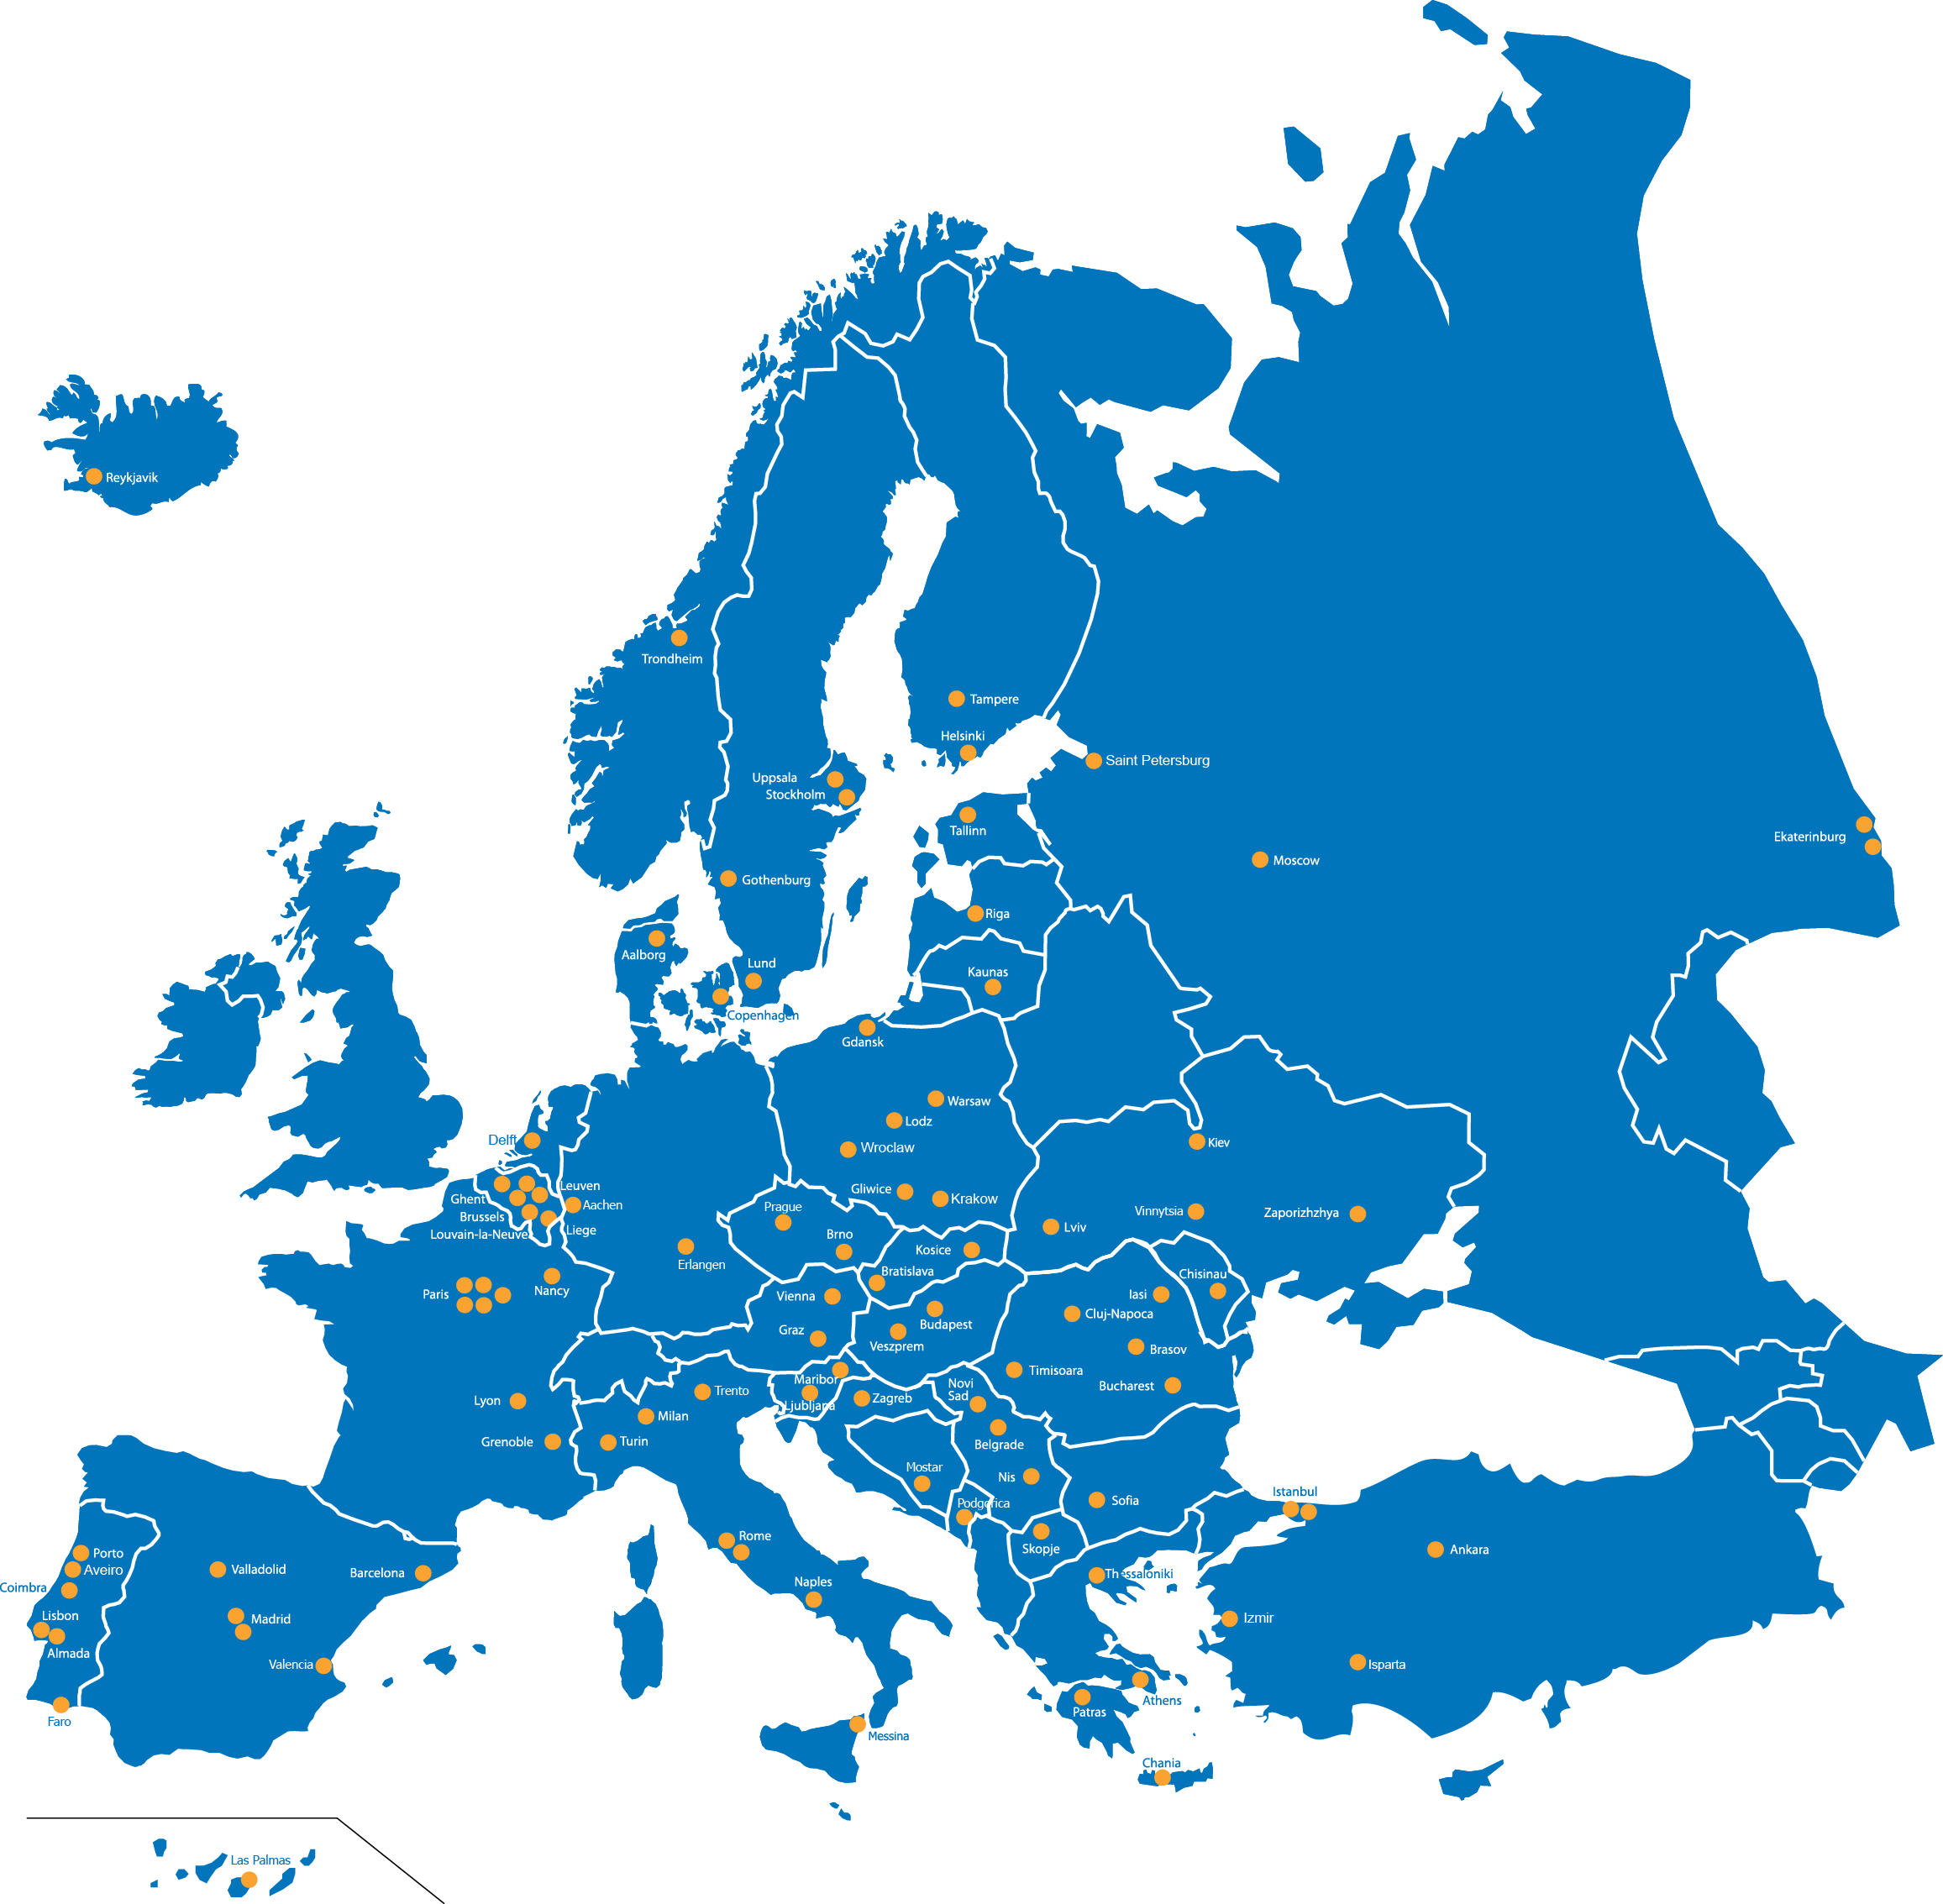 Reykjavik
Trondheim
Tampere
Helsinki
Saint Petersburg
Uppsala
Stockholm
Tallinn
Ekaterinburg
Moscow
Gothenburg
Riga
Aalborg
Lund
Kaunas
Copenhagen
Gdansk
Warsaw
Lodz
Delft
Wroclaw
Kiev
Leuven
Gliwice
Ghent
Krakow
Aachen
Prague
Vinnytsia
Zaporizhzhya
Brussels
Lviv
Liege
Louvain-la-Neuve
Brno
Kosice
Erlangen
Bratislava
Chisinau
Nancy
Paris
Vienna
Iasi
Cluj-Napoca
Budapest
Graz
Veszprem
Brasov
Timisoara
Maribor
Novi
Sad
Bucharest
Trento
Lyon
Zagreb
Ljubljana
Milan
Grenoble
Turin
Belgrade
Mostar
Nis
Istanbul
Sofia
Podgorica
Rome
Skopje
Ankara
Porto
Valladolid
Aveiro
Barcelona
Thessaloniki
Naples
Coimbra
Lisbon
Madrid
Izmir
Almada
Valencia
Isparta
Athens
Patras
Faro
Messina
Chania
Las Palmas